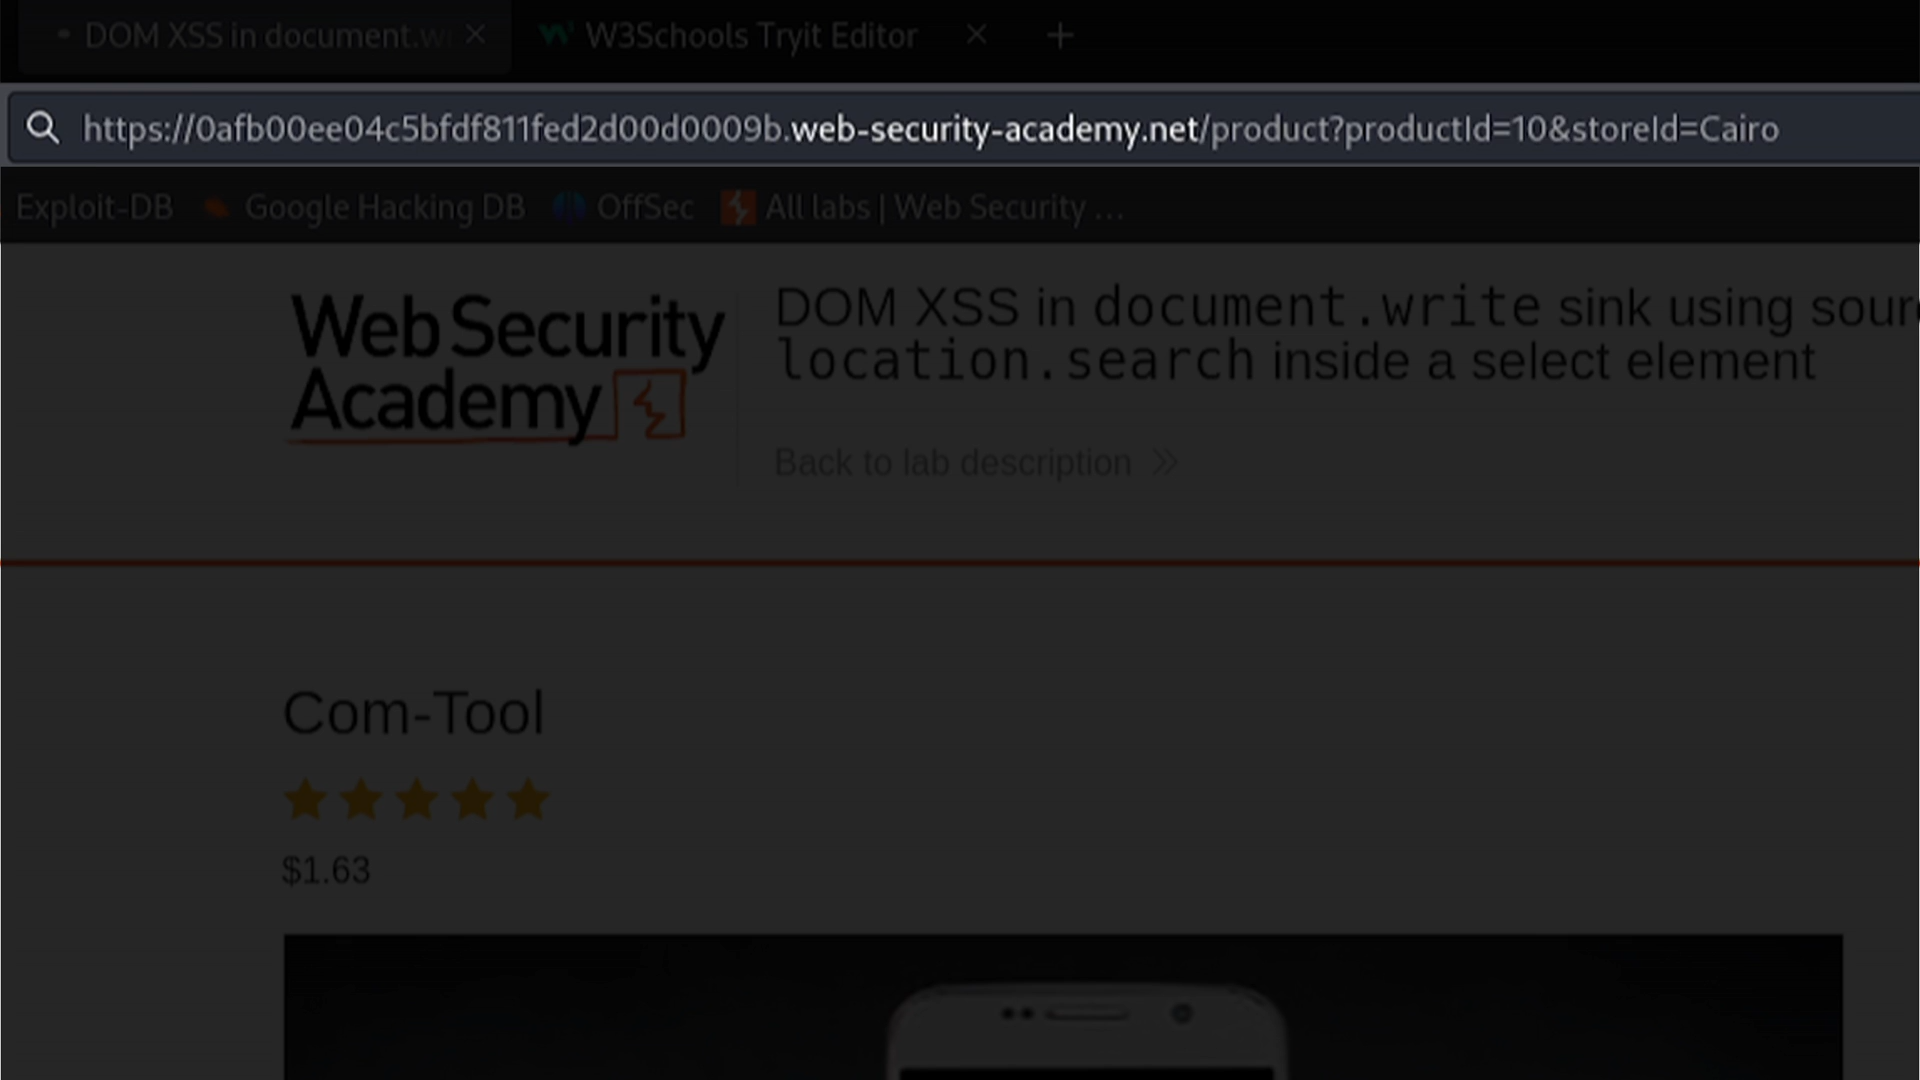 DOM XSS in document.w
W3Schools Tryit Editor
https://0afb00ee04c5bfdf811fed2d00d0009b.web-security-academy.net/product?productId=10&storeId=Cairo
Exploit-DB
Google Hacking DB
OffSec
All labs | Web Security ...
Web Security
Academy
DOM XSS in document.write sink using sour
location.search inside a select element
Back to lab description
Com-Tool
$1.63